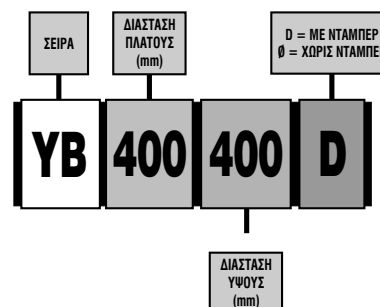 ΣΕΙΡΑ
ΔΙΑΣΤΑΣΗ
ΠΛΑΤΟΥΣ
(mm)
D = ΜΕ ΝΤΑΜΠΕΡ
Ø = ΧΩΡΙΣ ΝΤΑΜΠΕ
YB
400
400
D
ΔΙΑΣΤΑΣΗ
ΥΨΟΥΣ
(mm)